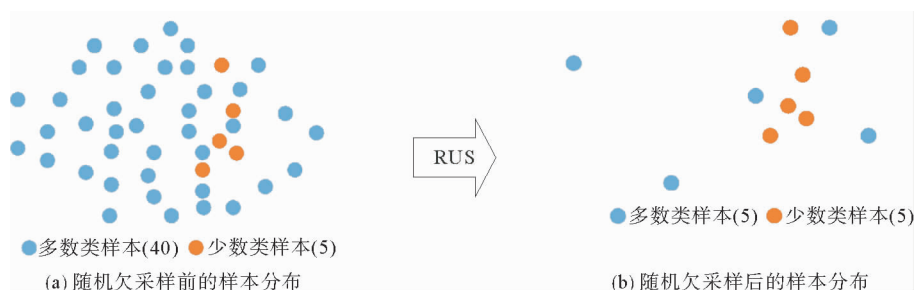 RUS
多数类样本(40) 少数类样本(5)
多数类样本(5) 少数类样本(5)
(a) 随机欠采样前的样本分布
(b) 随机欠采样后的样本分布